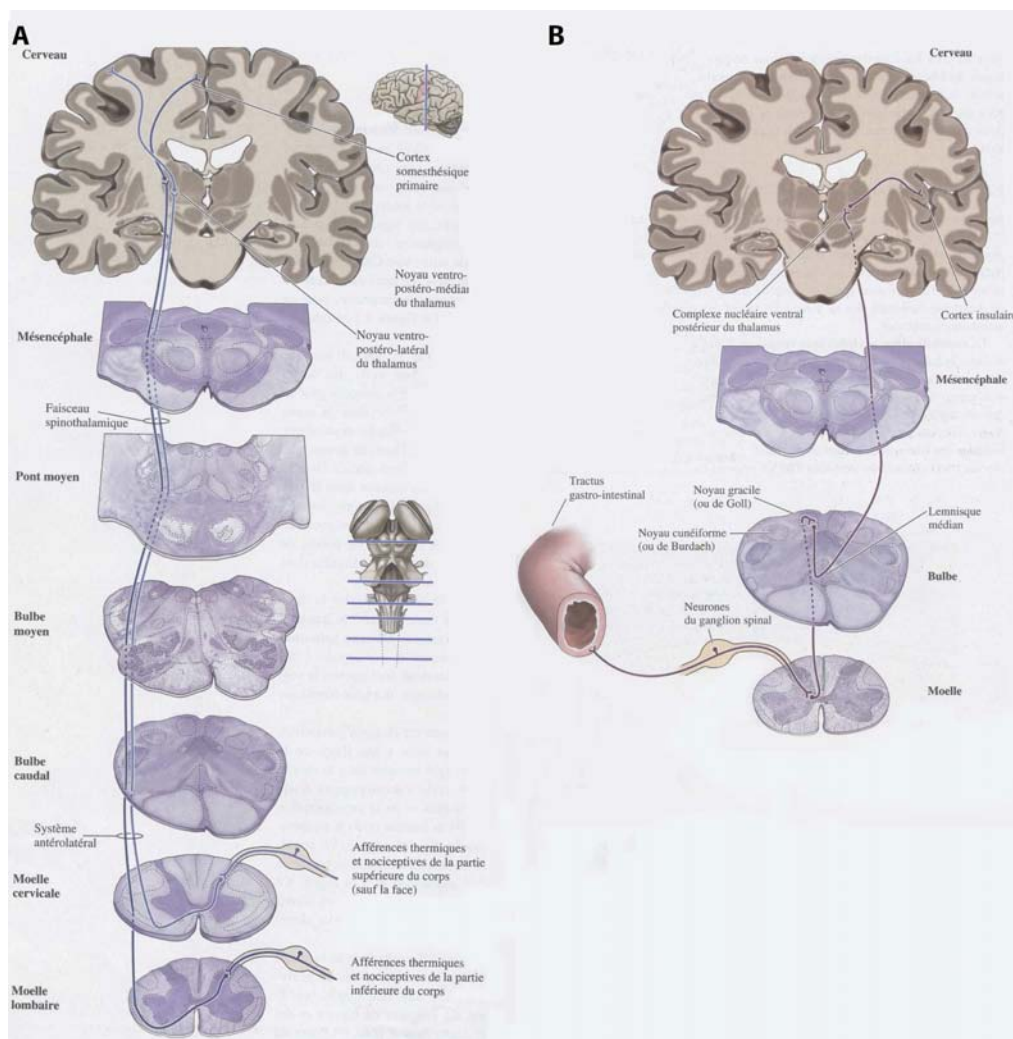 A
Cerveau
Cortex
somesthésique
primaire
Noyau ventro-
postéro-médian
du thalamus
Noyau ventro-
postéro-latéral
du thalamus
Mésencéphale
Faisceau
spinothalamique
Pont moyen
Bulbe
moyen
Bulbe
caudal
Système
antérolatéral
Moelle
cervicale
Afférences thermiques
et nociceptives de la partie
supérieure du corps
(sauf la face)
Moelle
lombaire
Afférences thermiques
et nociceptives de la partie
inférieure du corps
B
Cerveau
Complexe nucléaire ventral
postérieur du thalamus
Cortex insulaire
Mésencéphale
Tractus
gastro-intestinal
Noyau gracile
(ou de Goll)
Noyau cunéiforme
(ou de Burdaeh)
Lemnisque
médian
Bulbe
Neurones
du ganglion spinal
Moelle